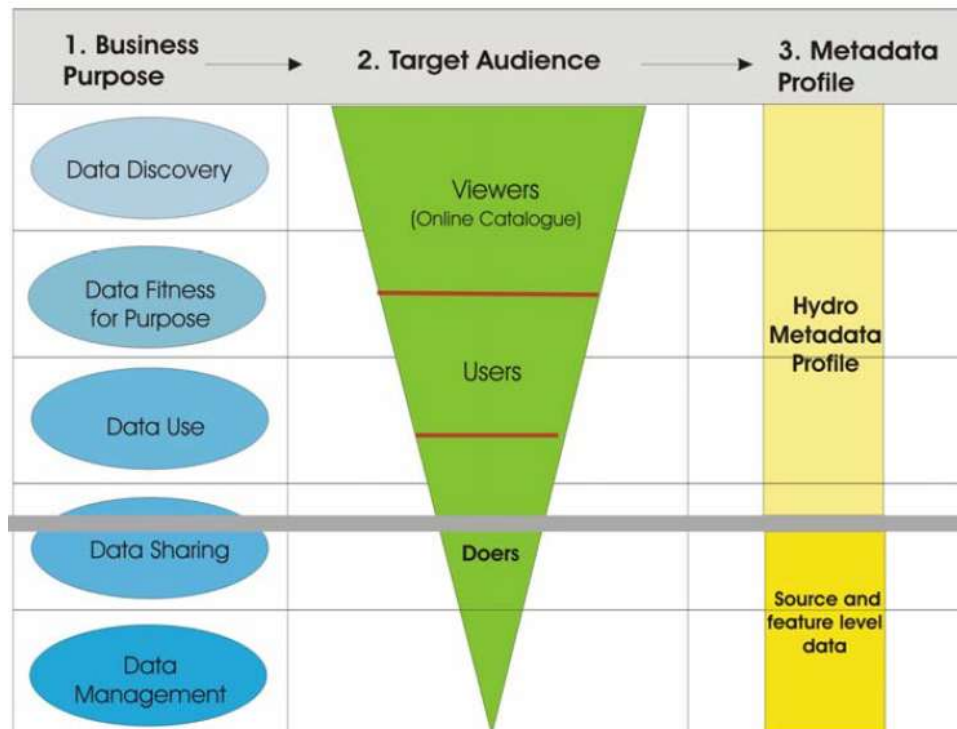 1. Business
Purpose
2. Target Audience
3. Metadata
Profile
Data Discovery
Data Fitness
for Purpose
Data Use
Data Sharing
Data
Management
Viewers
(Online Catalogue)
Users
Doers
Hydro
Metadata
Profile
Source and
feature level
data